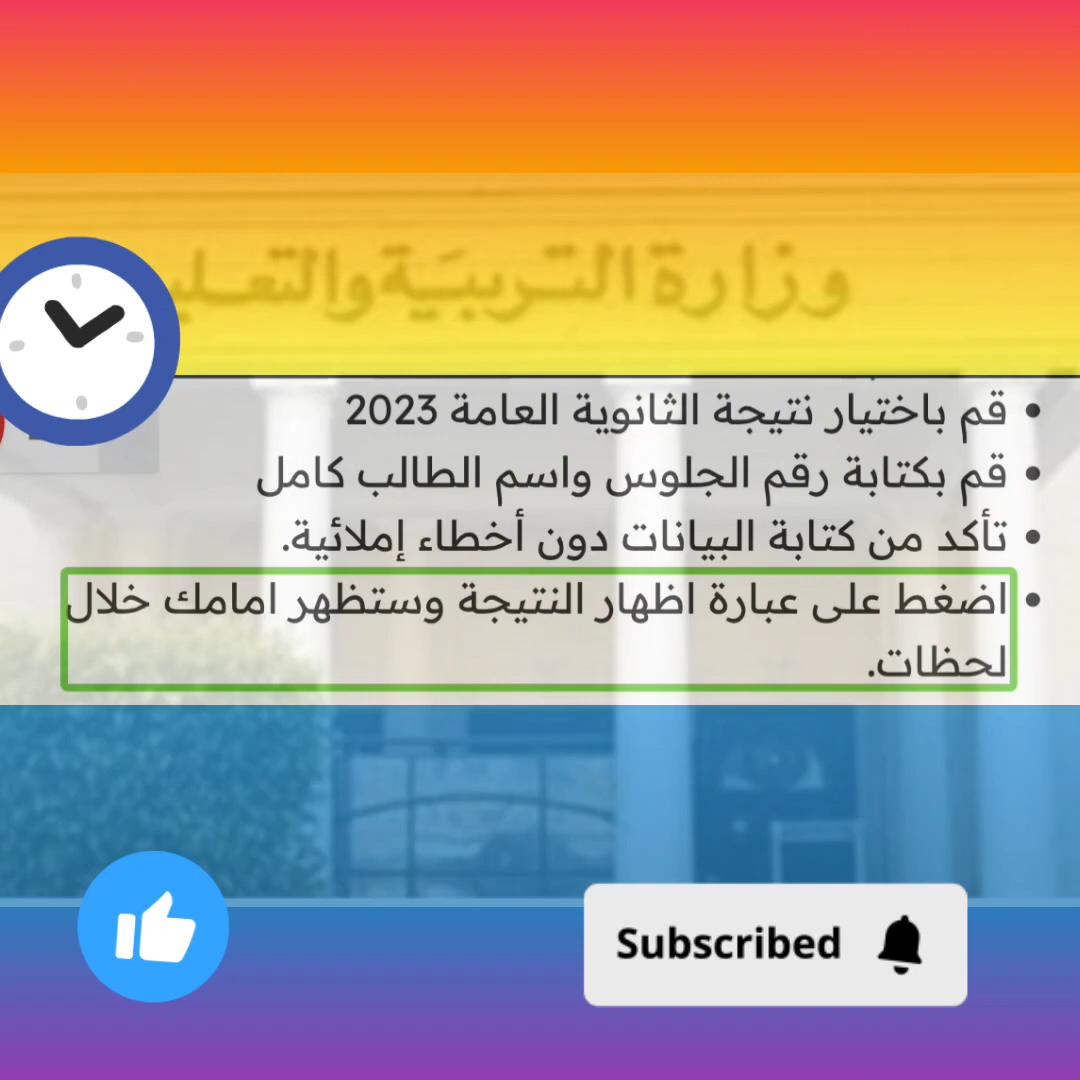 وزارة التربية والتعليـ
قم باختيار نتيجة الثانوية العامة 2023
قم بكتابة رقم الجلوس واسم الطالب كامل
تأكد من كتابة البيانات دون أخطاء إملائية.
اضغط على عبارة اظهار النتيجة وستظهر امامك خلال
لحظات.
Subscribed